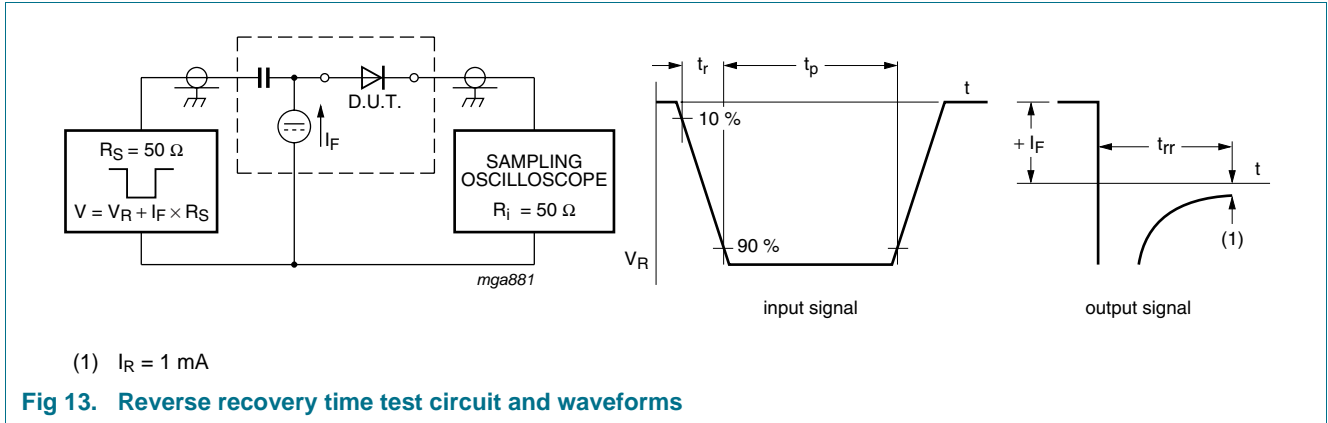 R_S = 50 Ω
V = V_R + I_F × R_S
I_F
D.U.T.
SAMPLING
OSCILLOSCOPE
R_i = 50 Ω
mga881
t_r
t_p
t
10 %
90 %
V_R
input signal
+ I_F
t_rr
t
(1)
output signal
(1) I_R = 1 mA
Fig 13. Reverse recovery time test circuit and waveforms